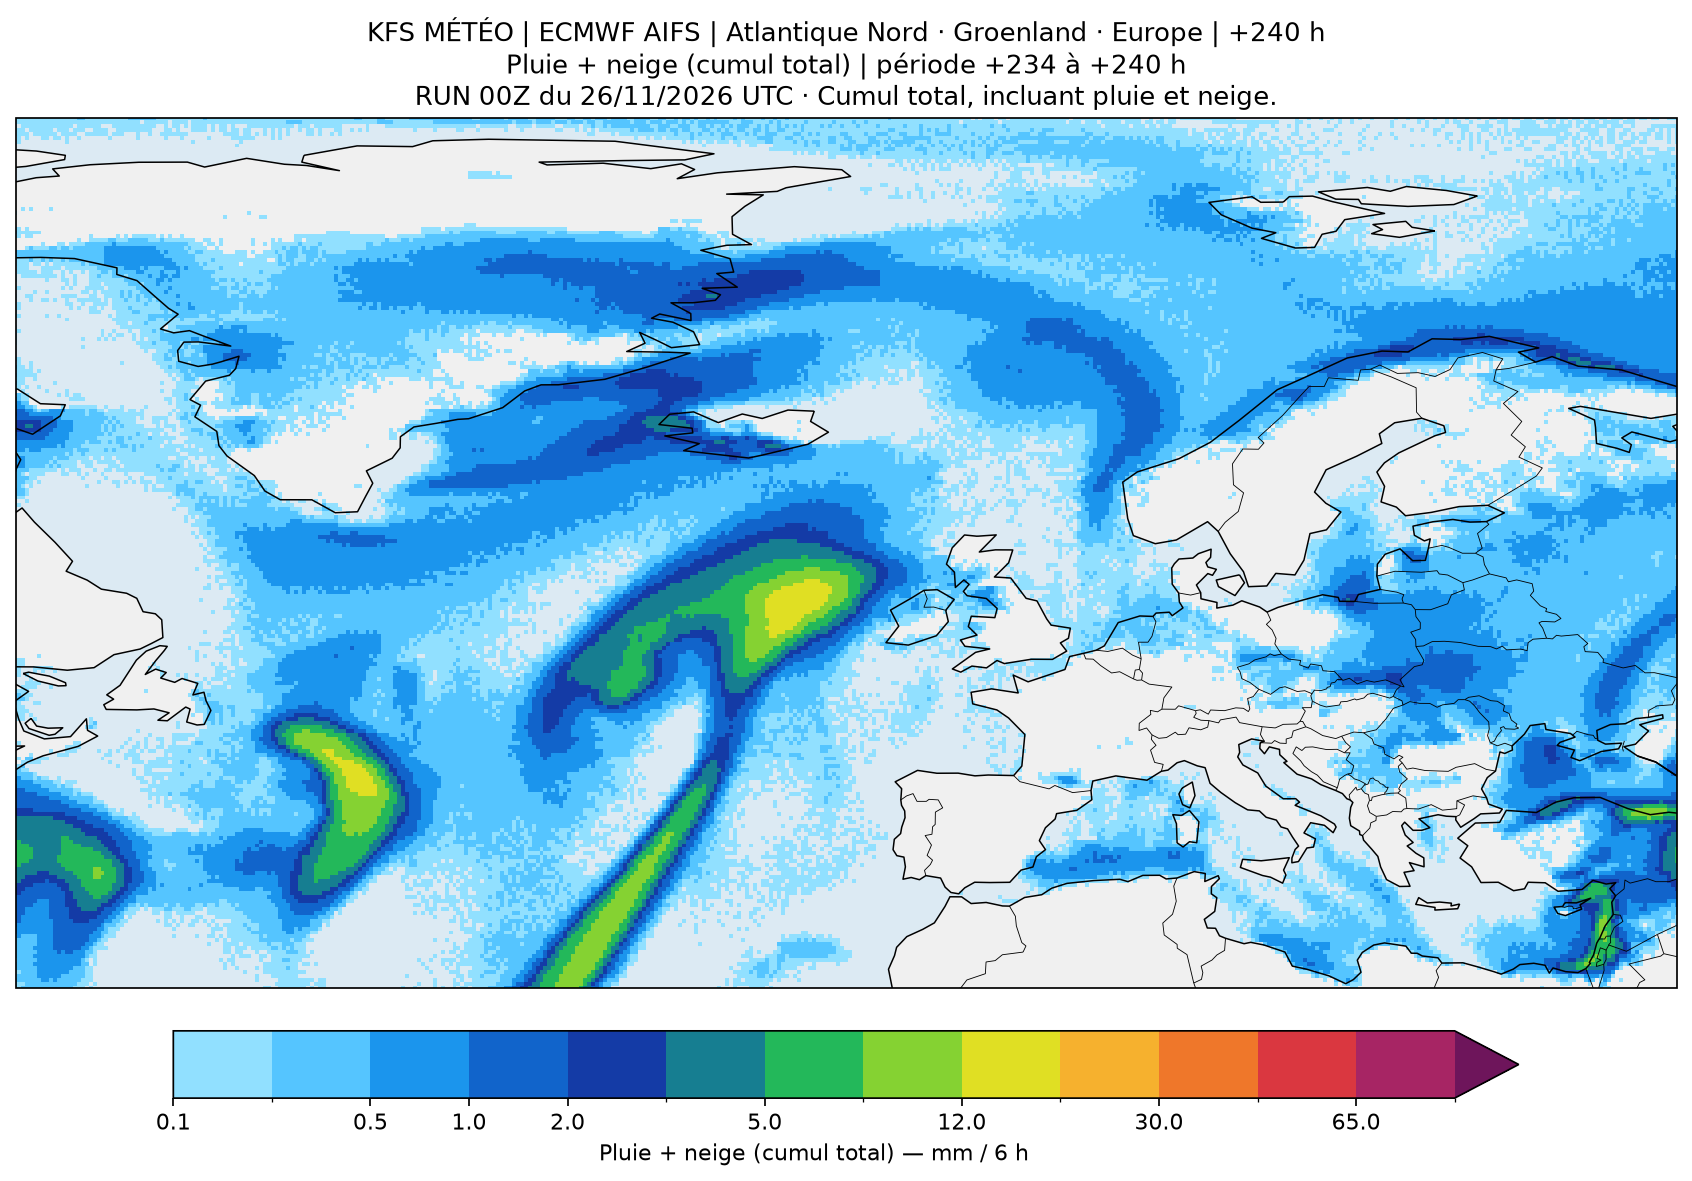 KFS MÉTÉO | ECMWF AIFS | Atlantique Nord · Groenland · Europe | +240 h
Pluie + neige (cumul total) | période +234 à +240 h
RUN 00Z du 26/11/2026 UTC · Cumul total, incluant pluie et neige.
0.1 0.5 1.0 2.0 5.0 12.0 30.0 65.0
Pluie + neige (cumul total) — mm / 6 h